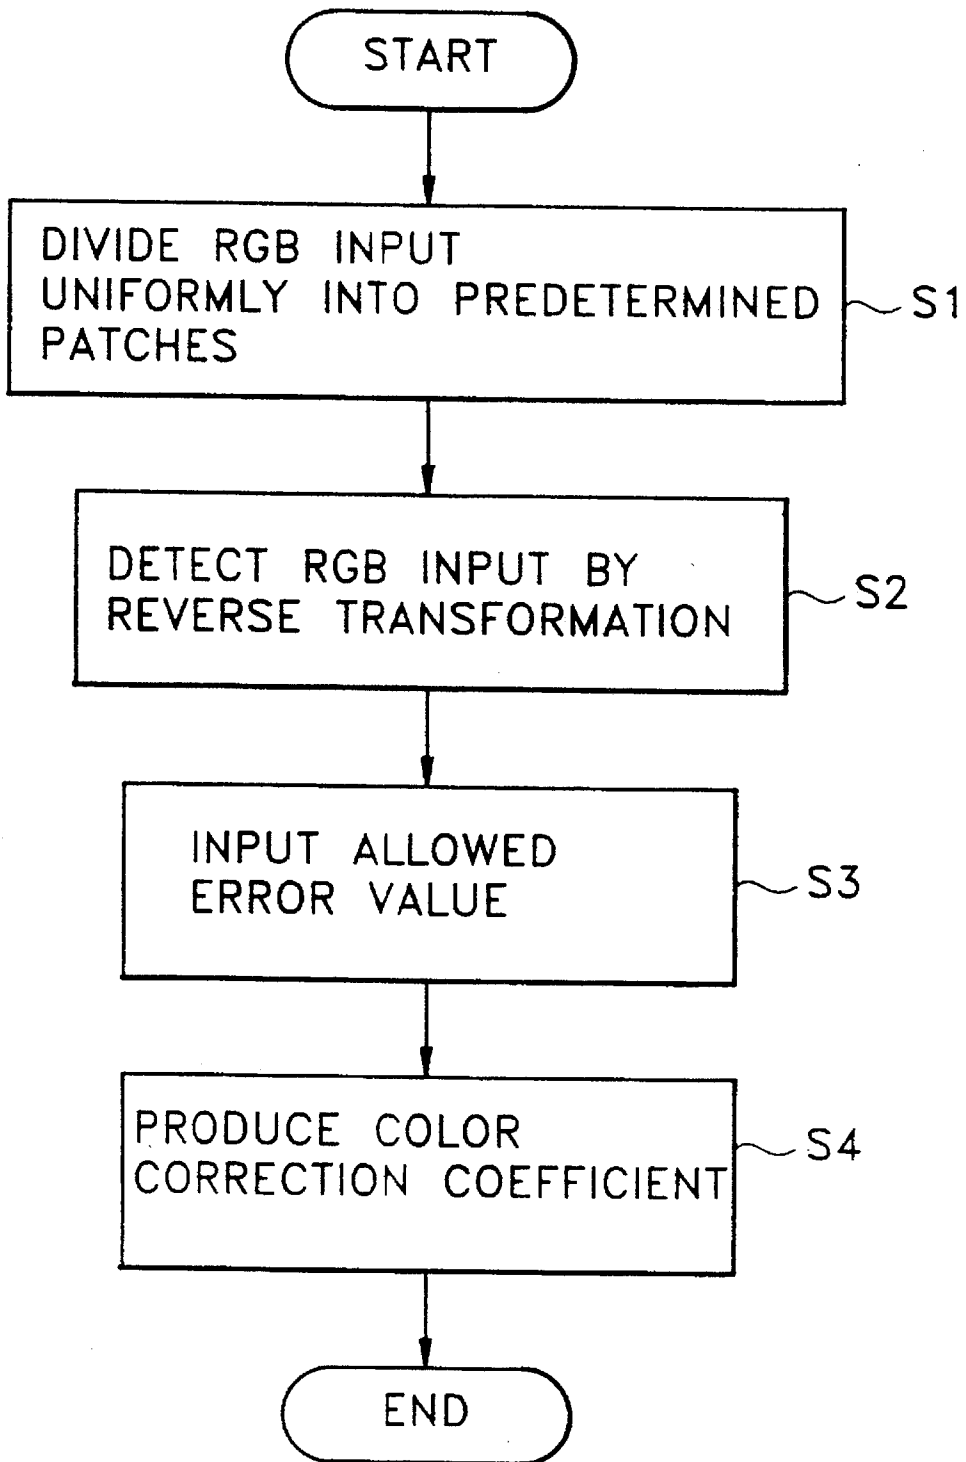 START
DIVIDE RGB INPUT
UNIFORMLY INTO PREDETERMINED
PATCHES
S1
DETECT RGB INPUT BY
REVERSE TRANSFORMATION
S2
INPUT ALLOWED
ERROR VALUE
S3
PRODUCE COLOR
CORRECTION COEFFICIENT
S4
END